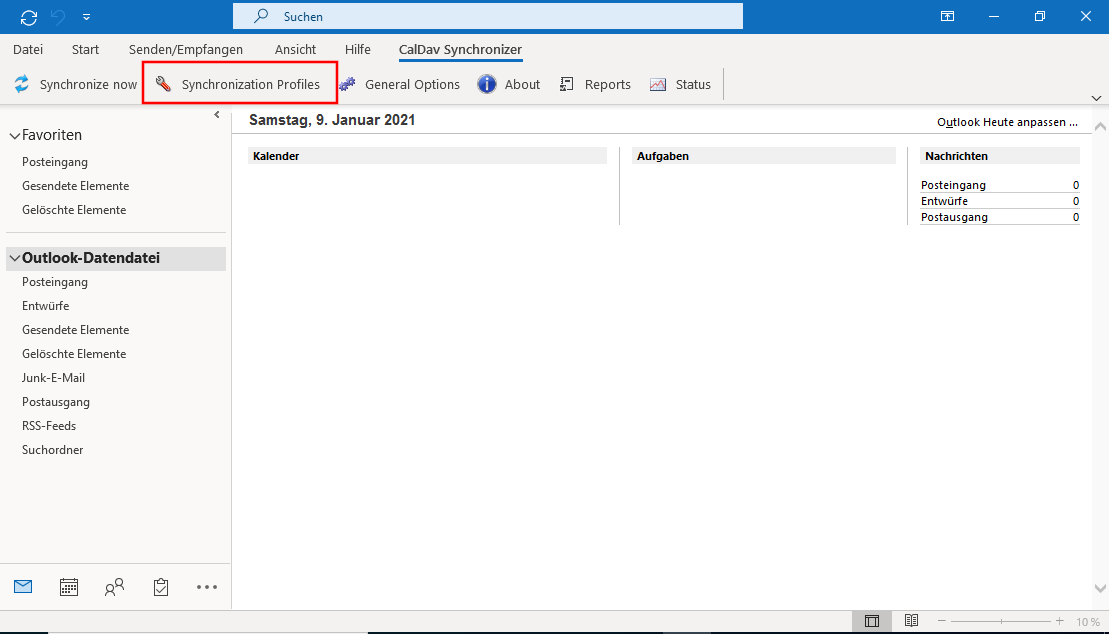 Suchen
Datei Start Senden/Empfangen Ansicht Hilfe CalDav Synchronizer
Synchronize now Synchronization Profiles General Options About Reports Status
Favoriten
Posteingang
Gesendete Elemente
Gelöschte Elemente
Outlook-Datendatei
Posteingang
Entwürfe
Gesendete Elemente
Gelöschte Elemente
Junk-E-Mail
Postausgang
RSS-Feeds
Suchordner
Samstag, 9. Januar 2021
Outlook Heute anpassen ...
Kalender
Aufgaben
Nachrichten
Posteingang 0
Entwürfe 0
Postausgang 0
10 %